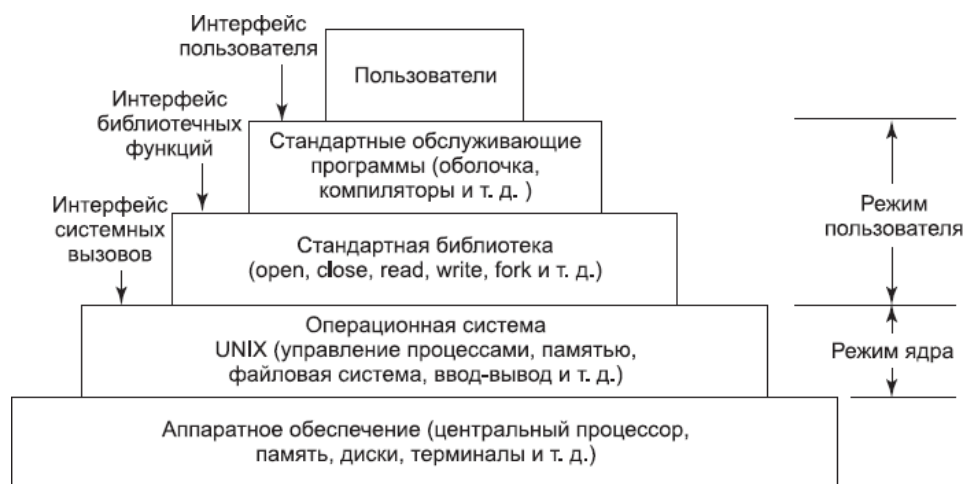 Интерфейс
пользователя
Пользователи
Интерфейс
библиотечных
функций
Стандартные обслуживающие
программы (оболочка,
компиляторы и т. д. )
Интерфейс
системных
вызовов
Стандартная библиотека
(open, close, read, write, fork и т. д.)
Режим
пользователя
Операционная система
UNIX (управление процессами, памятью,
файловая система, ввод-вывод и т. д.)
Режим ядра
Аппаратное обеспечение (центральный процессор,
память, диски, терминалы и т. д.)